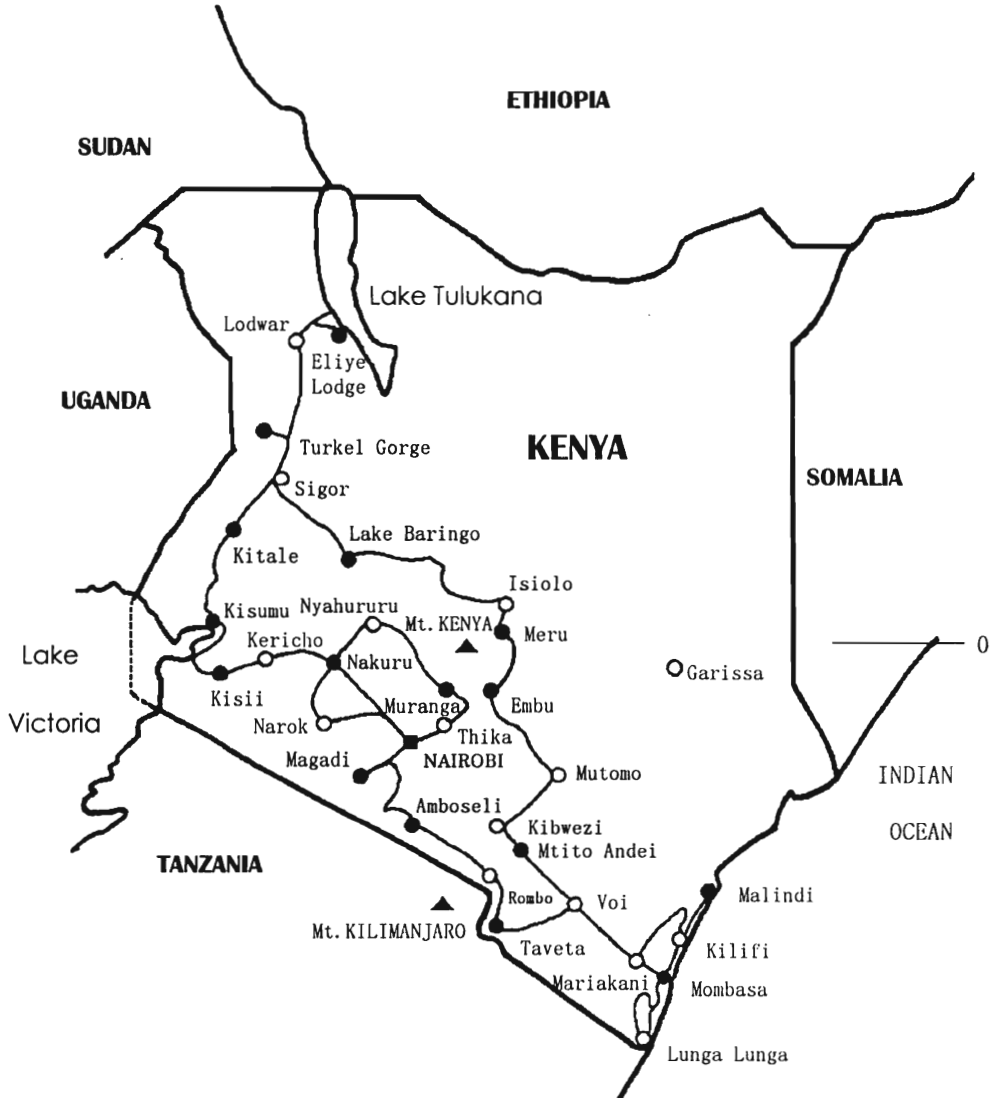 ETHIOPIA
SUDAN
Lake Tulukana
Lodwar
Eliye
Lodge
UGANDA
Turkel Gorge
KENYA
SOMALIA
Sigor
Lake Baringo
Kitale
Isiolo
Kisumu
Nyahururu
Mt. KENYA
Meru
Kericho
0
Lake
Nakuru
Garissa
Kisii
Muranga
Embu
Victoria
Narok
Thika
Magadi
NAIROBI
Mutomo
INDIAN
Amboseli
Kibwezi
OCEAN
Mtito Andei
TANZANIA
Rombo
Voi
Malindi
Mt. KILIMANJARO
Taveta
Kilifi
Mariakani
Mombasa
Lunga Lunga